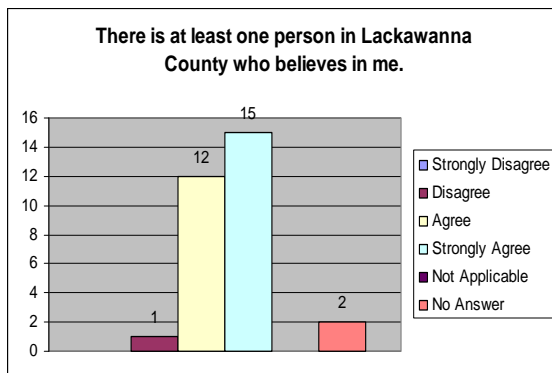 There is at least one person in Lackawanna
County who believes in me.
16
14
12
10
8
6
4
2
0
1
12
15
2
Strongly Disagree
Disagree
Agree
Strongly Agree
Not Applicable
No Answer